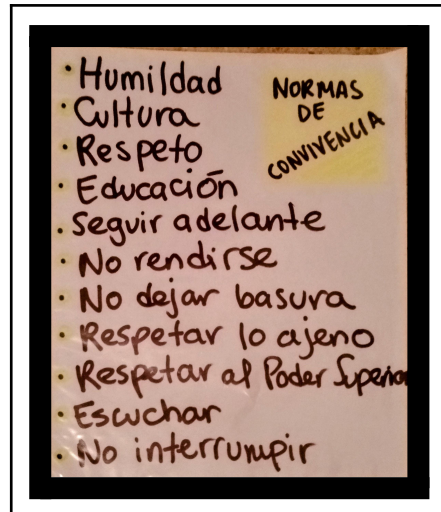 · Humildad
· Cultura
· Respeto
· Educación
· Seguir adelante
· No rendirse
· No dejar basura
· Respetar lo ajeno
· Respetar al Poder Superior
· Escuchar
· No interrumpir
NORMAS
DE
CONVIVENCIA